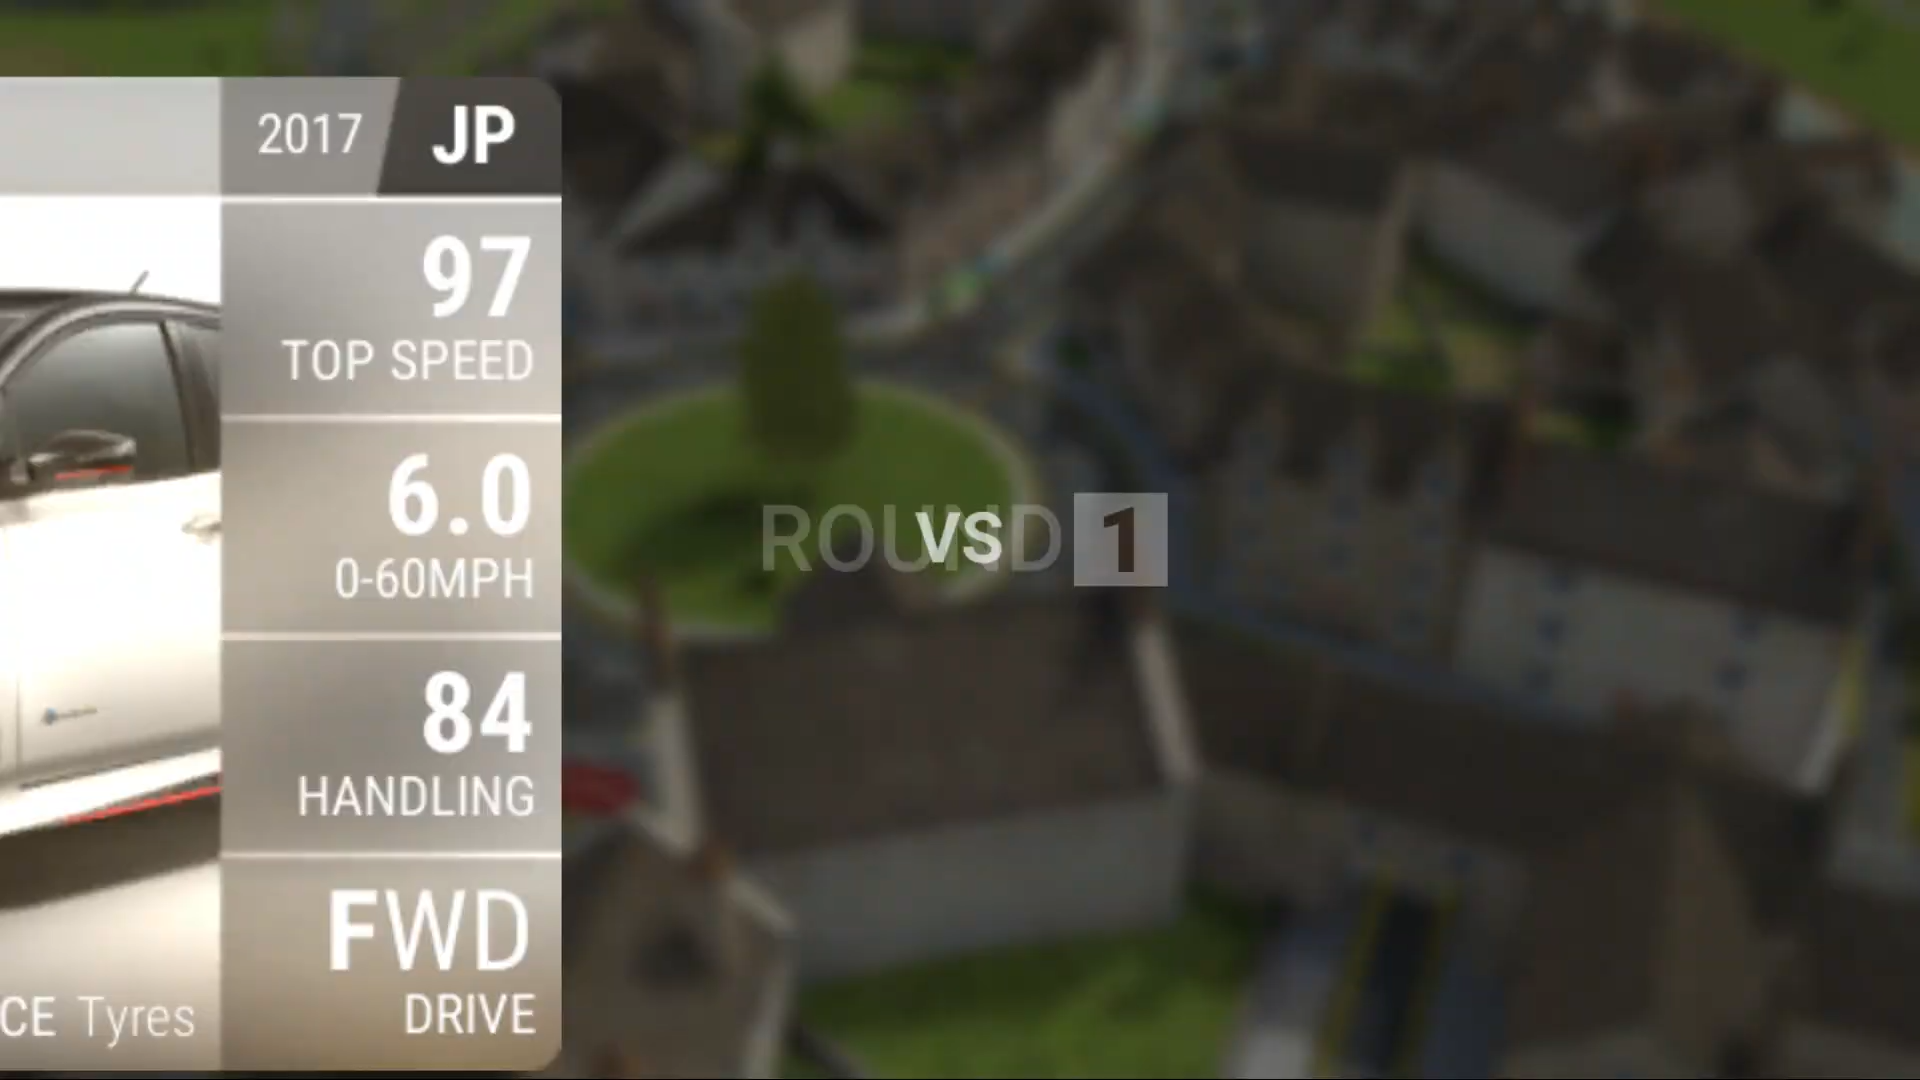 2017 JP
97
TOP SPEED
6.0
0-60MPH
84
HANDLING
FWD
DRIVE
CE Tyres
ROUND 1
VS